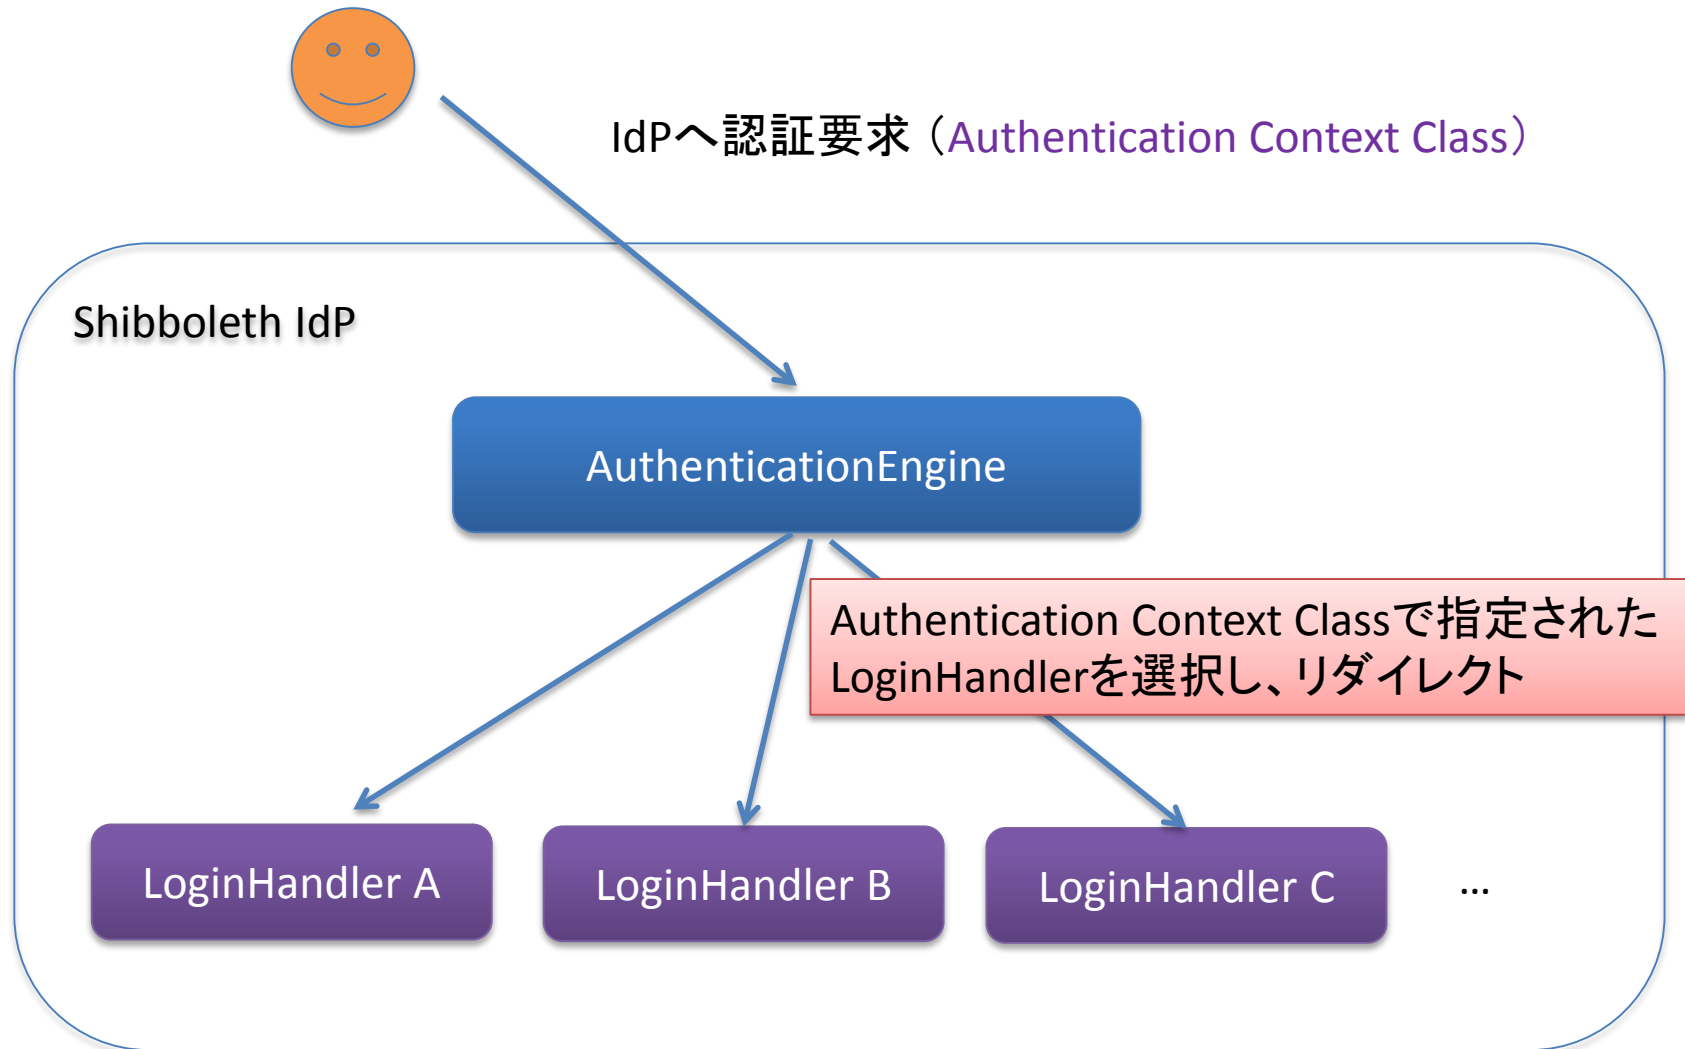 IdPへ認証要求（Authentication Context Class）
Shibboleth IdP
AuthenticationEngine
Authentication Context Classで指定された
LoginHandlerを選択し、リダイレクト
LoginHandler A
LoginHandler B
LoginHandler C
…